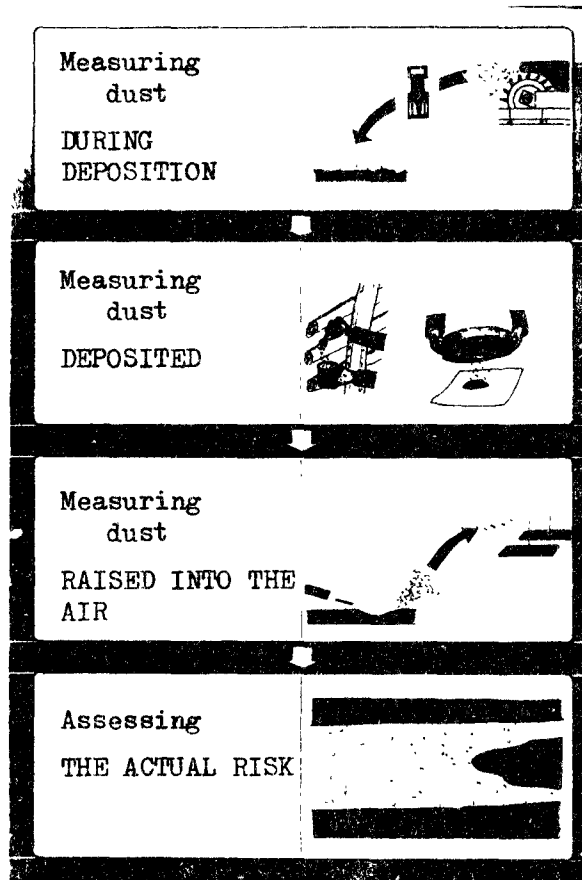 Measuring
dust
DURING
DEPOSITION
Measuring
dust
DEPOSITED
Measuring
dust
RAISED INTO THE
AIR
Assessing
THE ACTUAL RISK